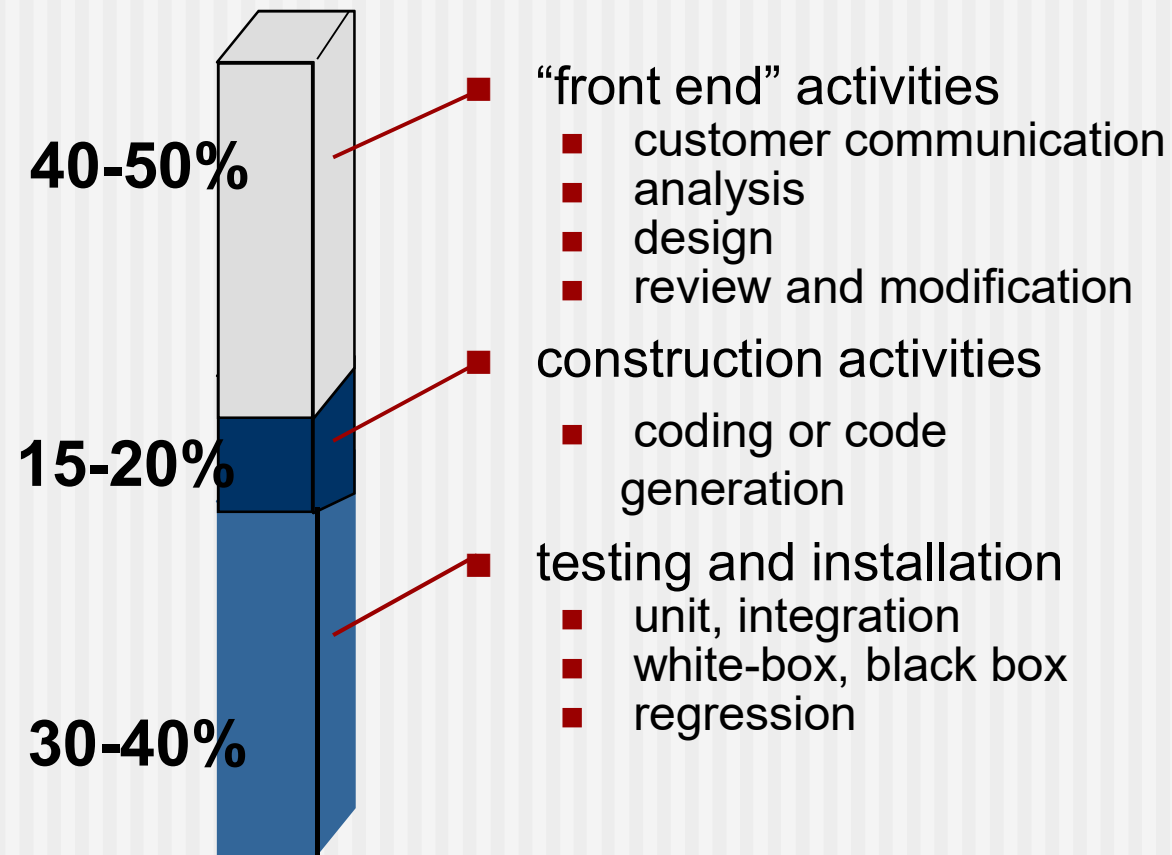 40-50%
“front end” activities
customer communication
analysis
design
review and modification
15-20%
construction activities
coding or code
generation
30-40%
testing and installation
unit, integration
white-box, black box
regression